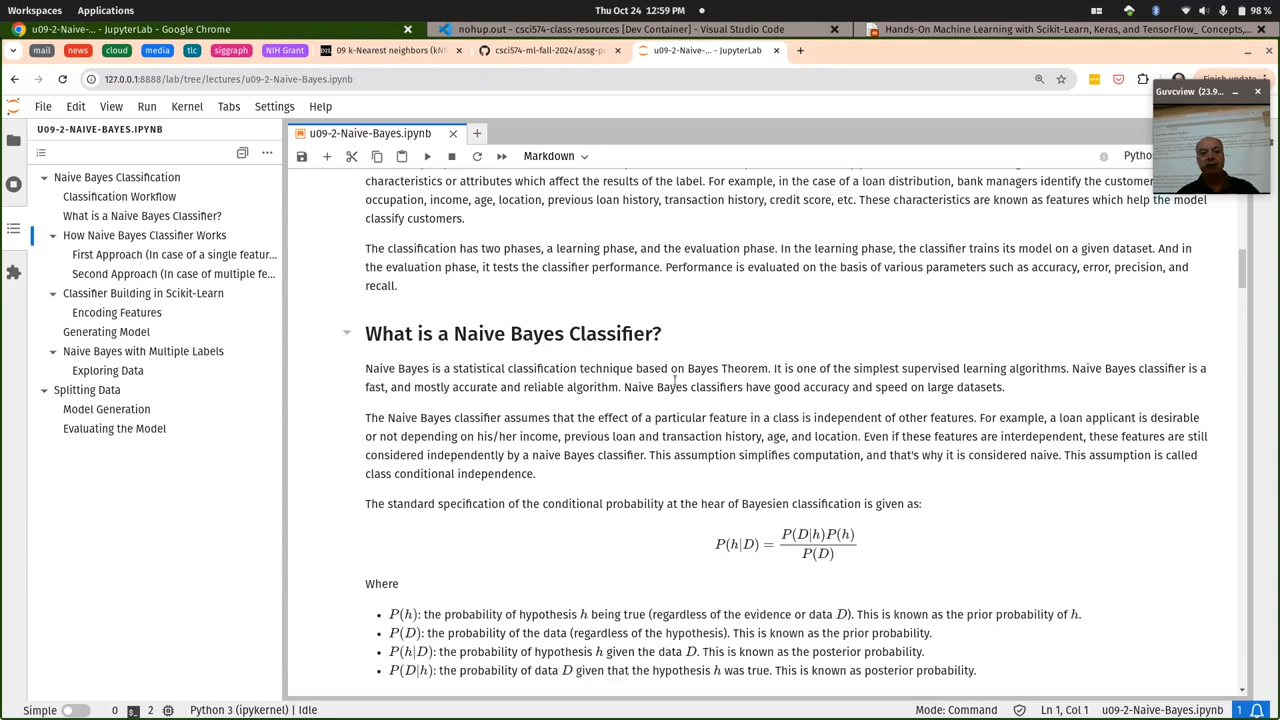 Workspaces Applications Thu Oct 24 12:59 PM 98 %
u09-2-Naive-... - JupyterLab - Google Chrome nohup.out - csci574-class-resources [Dev Container] - Visual Studio Code Hands-On Machine Learning with Scikit-Learn, Keras, and TensorFlow_ Concepts,...
mail news cloud media tlc siggraph NIH Grant 09 k-Nearest neighbors (kNN csci574-ml-fall-2024/assg-p u09-2-Naive-... - JupyterLab
127.0.0.1:8888/lab/tree/lectures/u09-2-Naive-Bayes.ipynb Finish update
Guvcview (23.9...
File Edit View Run Kernel Tabs Settings Help
U09-2-NAIVE-BAYES.IPYNB
Naive Bayes Classification
Classification Workflow
What is a Naive Bayes Classifier?
How Naive Bayes Classifier Works
First Approach (In case of a single featur...
Second Approach (In case of multiple fe...
Classifier Building in Scikit-Learn
Encoding Features
Generating Model
Naive Bayes with Multiple Labels
Exploring Data
Splitting Data
Model Generation
Evaluating the Model
u09-2-Naive-Bayes.ipynb
Markdown Pytho
characteristics or attributes which affect the results of the label. For example, in the case of a loan distribution, bank managers identify the custome
occupation, income, age, location, previous loan history, transaction history, credit score, etc. These characteristics are known as features which help the model
classify customers.
The classification has two phases, a learning phase, and the evaluation phase. In the learning phase, the classifier trains its model on a given dataset. And in
the evaluation phase, it tests the classifier performance. Performance is evaluated on the basis of various parameters such as accuracy, error, precision, and
recall.
What is a Naive Bayes Classifier?
Naive Bayes is a statistical classification technique based on Bayes Theorem. It is one of the simplest supervised learning algorithms. Naive Bayes classifier is a
fast, and mostly accurate and reliable algorithm. Naive Bayes classifiers have good accuracy and speed on large datasets.
The Naive Bayes classifier assumes that the effect of a particular feature in a class is independent of other features. For example, a loan applicant is desirable
or not depending on his/her income, previous loan and transaction history, age, and location. Even if these features are interdependent, these features are still
considered independently by a naive Bayes classifier. This assumption simplifies computation, and that's why it is considered naive. This assumption is called
class conditional independence.
The standard specification of the conditional probability at the hear of Bayesien classification is given as:
P(h|D) = P(D|h)P(h) / P(D)
Where
• P(h): the probability of hypothesis h being true (regardless of the evidence or data D). This is known as the prior probability of h.
• P(D): the probability of the data (regardless of the hypothesis). This is known as the prior probability.
• P(h|D): the probability of hypothesis h given the data D. This is known as the posterior probability.
• P(D|h): the probability of data D given that the hypothesis h was true. This is known as posterior probability.
Simple 0 2 Python 3 (ipykernel) | Idle Mode: Command Ln 1, Col 1 u09-2-Naive-Bayes.ipynb 1